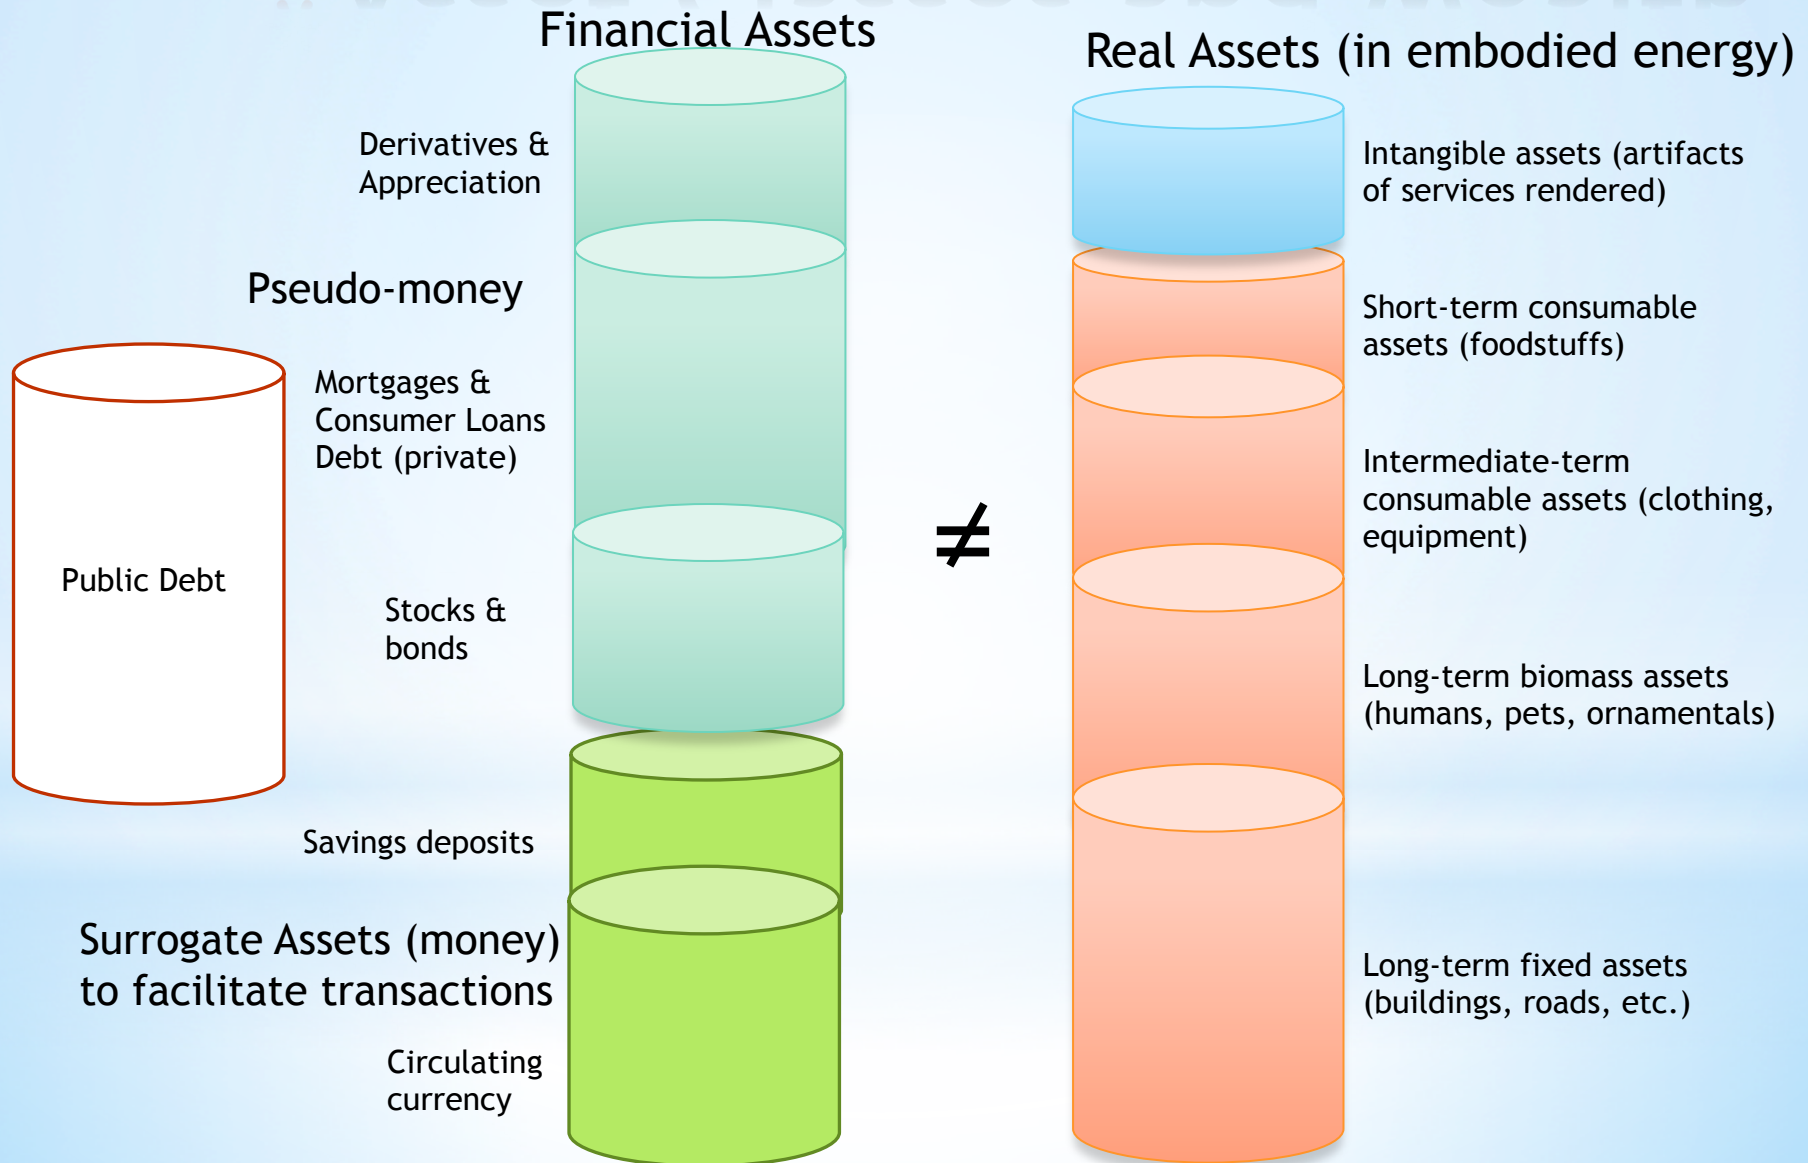 Financial Assets
Real Assets (in embodied energy)
Derivatives &
Appreciation
Pseudo-money
Mortgages &
Consumer Loans
Debt (private)
Public Debt
Stocks &
bonds
Savings deposits
Surrogate Assets (money)
to facilitate transactions
Circulating
currency
≠
Intangible assets (artifacts
of services rendered)
Short-term consumable
assets (foodstuffs)
Intermediate-term
consumable assets (clothing,
equipment)
Long-term biomass assets
(humans, pets, ornamentals)
Long-term fixed assets
(buildings, roads, etc.)